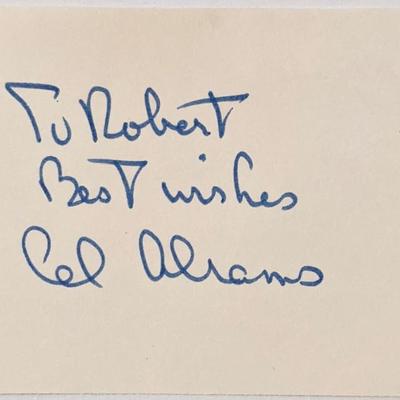 To Robert
Best wishes
Cal Abrams